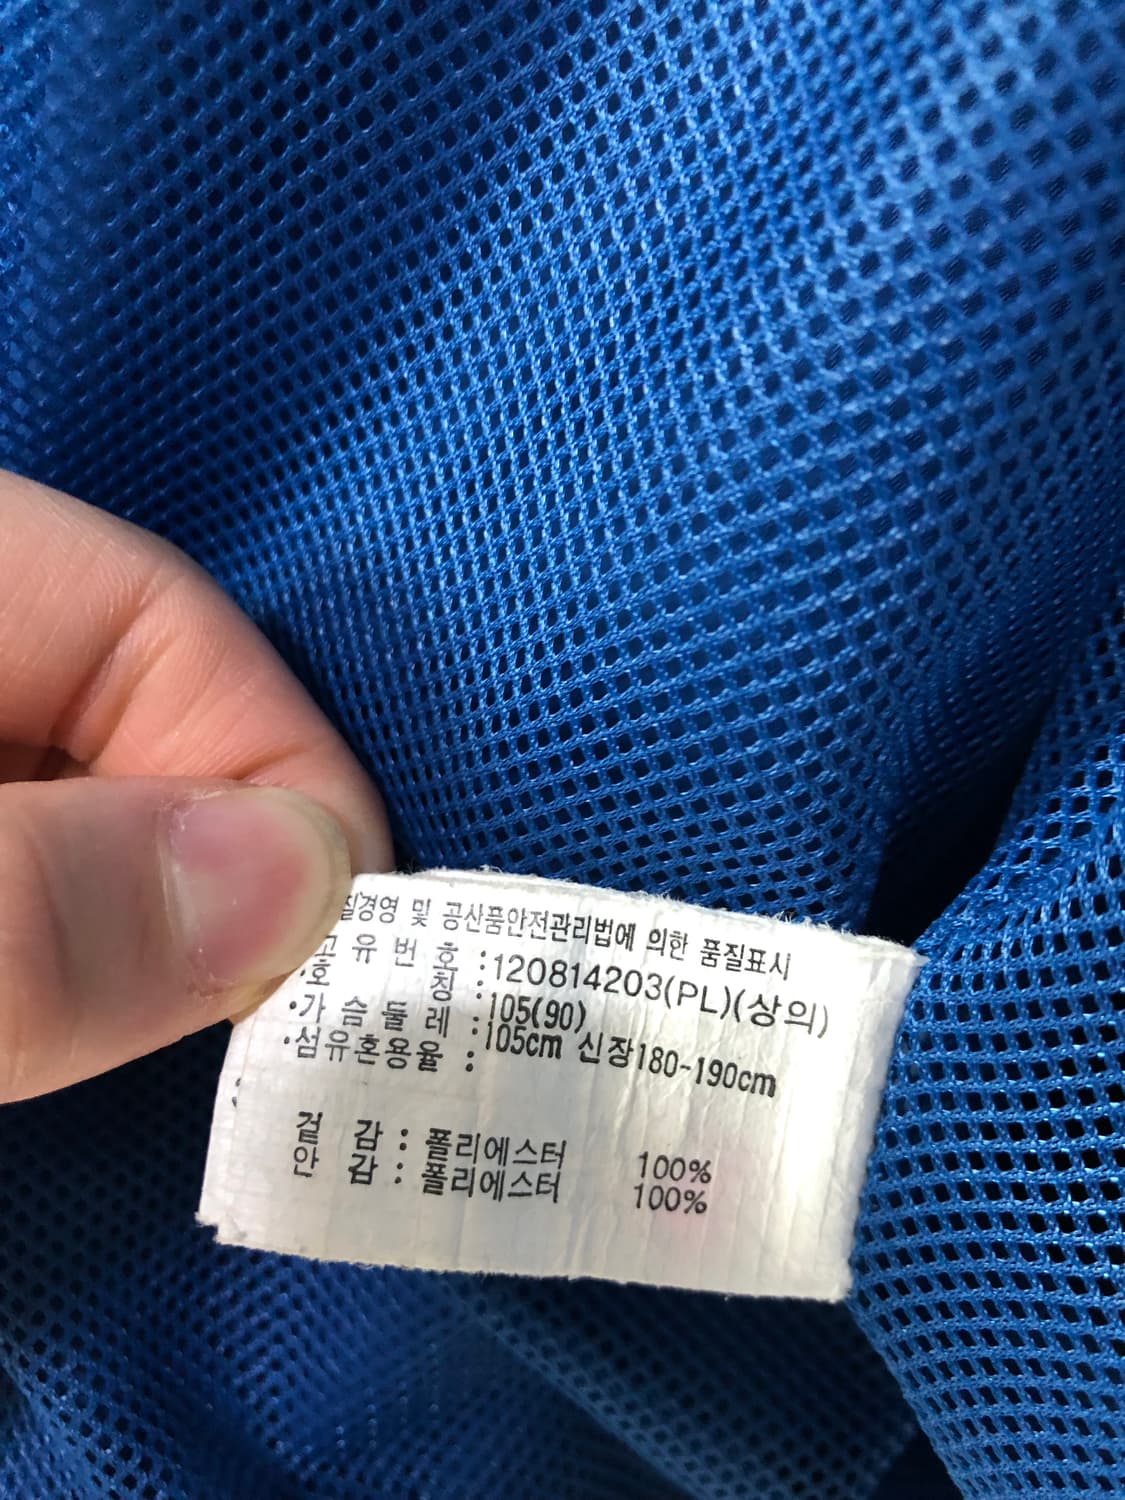 질경영 및 공산품안전관리법에 의한 품질표시
고 유 번 호 :120814203(PL)(상의)
·호 칭 :105(90)
·가 슴 둘 레 :105cm 신장180-190cm
·섬유혼용율 :
겉 감 : 폴리에스터 100%
안 감 : 폴리에스터 100%